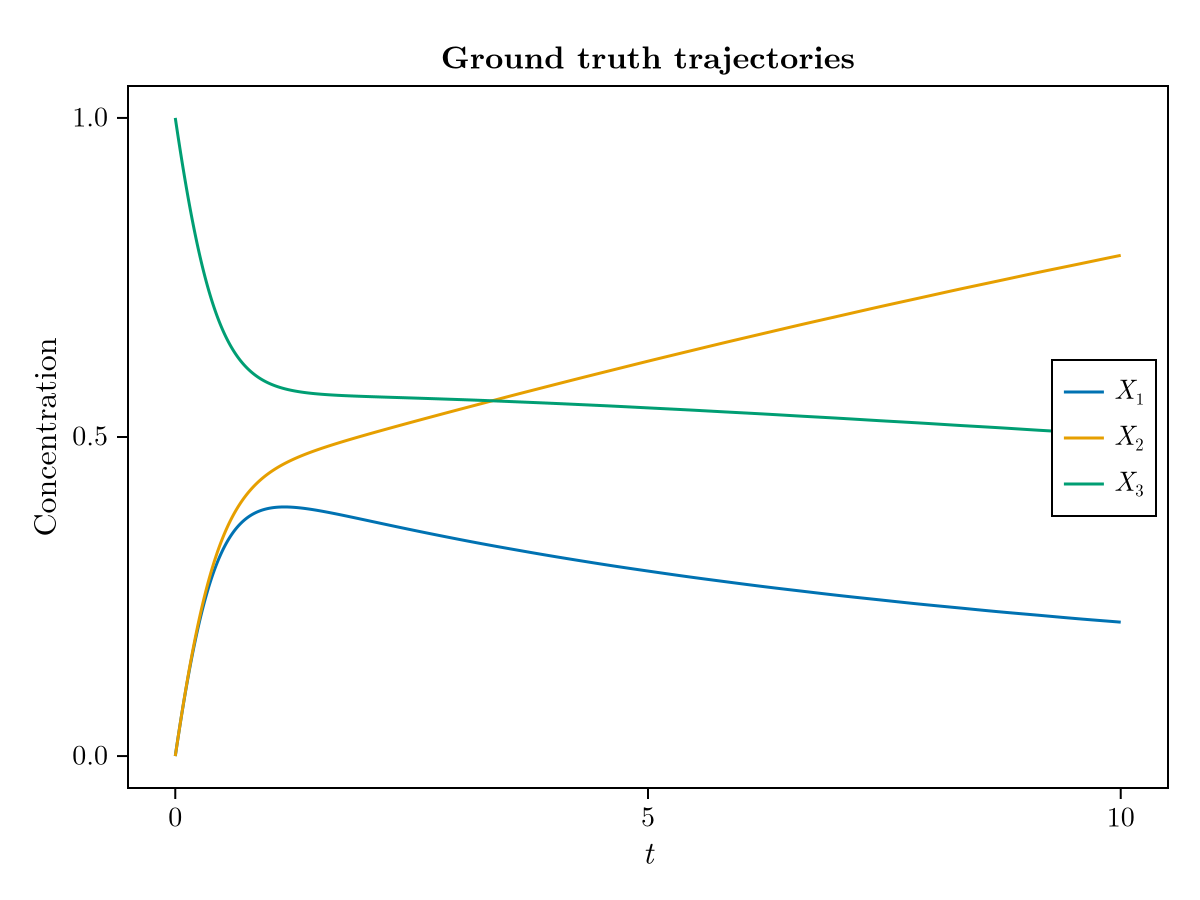 Ground truth trajectories
Concentration
1.0
0.5
0.0
X₁
X₂
X₃
0 5 10
t